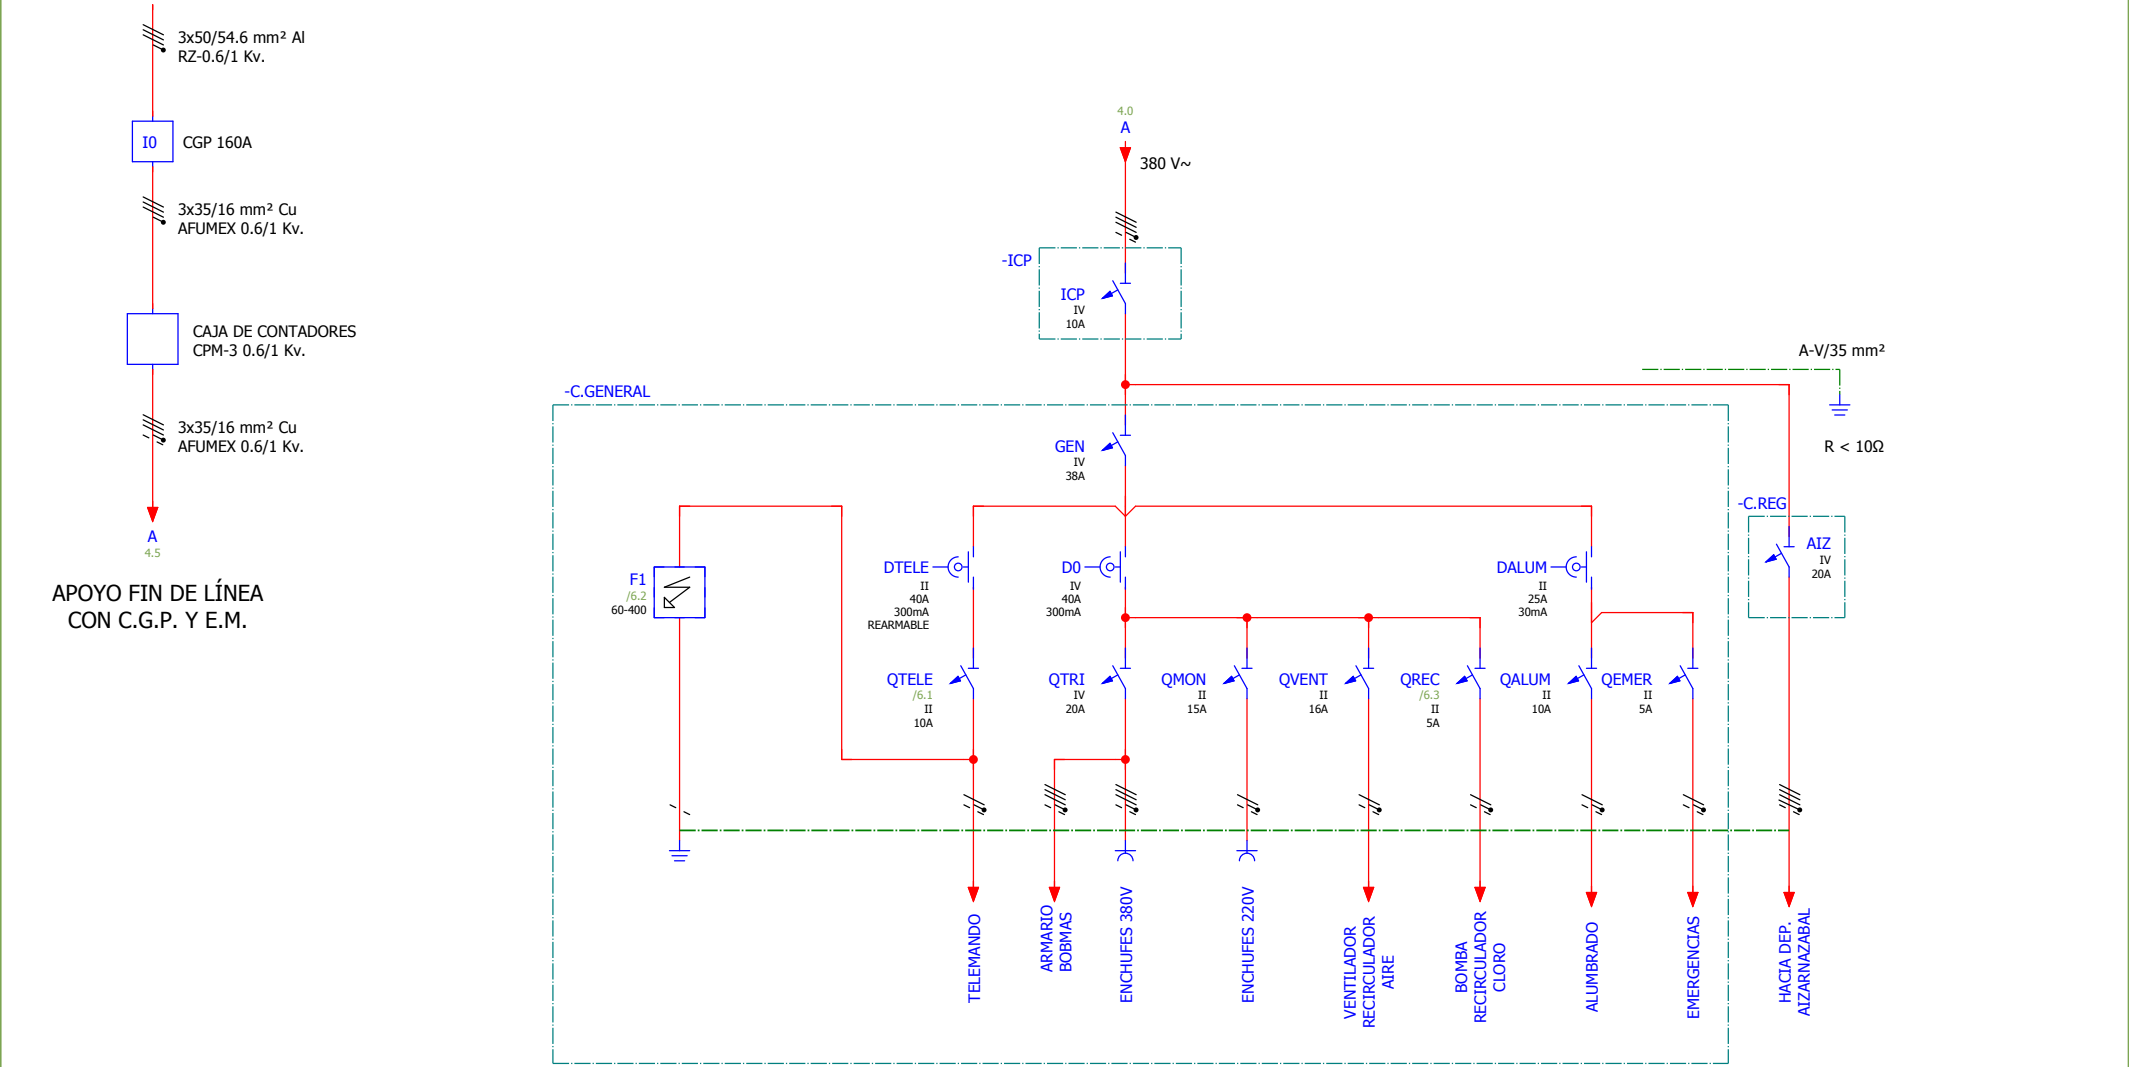 3x50/54.6 mm² Al
RZ-0.6/1 Kv.
I0
CGP 160A
3x35/16 mm² Cu
AFUMEX 0.6/1 Kv.
CAJA DE CONTADORES
CPM-3 0.6/1 Kv.
3x35/16 mm² Cu
AFUMEX 0.6/1 Kv.
A
4.5
APOYO FIN DE LÍNEA
CON C.G.P. Y E.M.
4.0
A
380 V~
-ICP
ICP
IV
10A
A-V/35 mm²
R < 10Ω
-C.GENERAL
GEN
IV
38A
-C.REG
AIZ
IV
20A
F1
/6.2
60-400
DTELE
II
40A
300mA
REARMABLE
D0
IV
40A
300mA
DALUM
II
25A
30mA
QTELE
/6.1
II
10A
QTRI
IV
20A
QMON
II
15A
QVENT
II
16A
QREC
/6.3
II
5A
QALUM
II
10A
QEMER
II
5A
TELEMANDO
ARMARIO
BOBMAS
ENCHUFES 380V
ENCHUFES 220V
VENTILADOR
RECIRCULADOR
AIRE
BOMBA
RECIRCULADOR
CLORO
ALUMBRADO
EMERGENCIAS
HACIA DEP.
AIZARNAZABAL